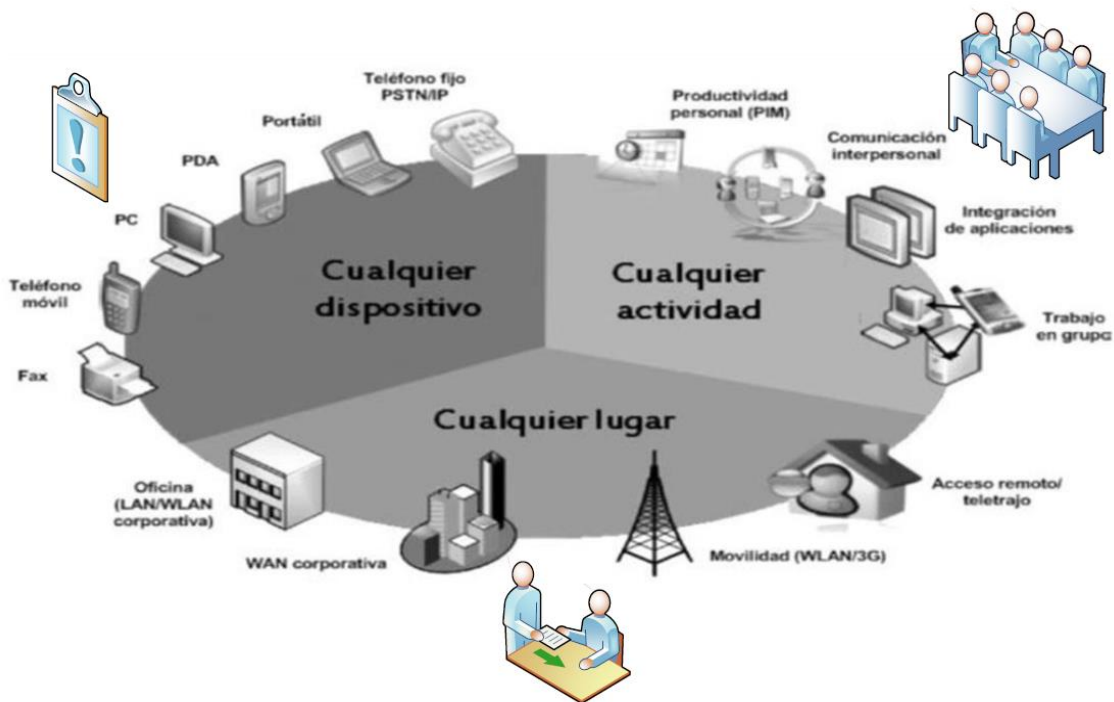 Teléfono fijo
PSTN/IP
Portátil
PDA
PC
Teléfono
móvil
Fax
Cualquier
dispositivo
Productividad
personal (PIM)
Comunicación
interpersonal
Integración
de aplicaciones
Trabajo
en grupo
Cualquier
actividad
Cualquier lugar
Oficina
(LAN/WLAN
corporativa)
WAN corporativa
Movilidad (WLAN/3G)
Acceso remoto/
teletrajo